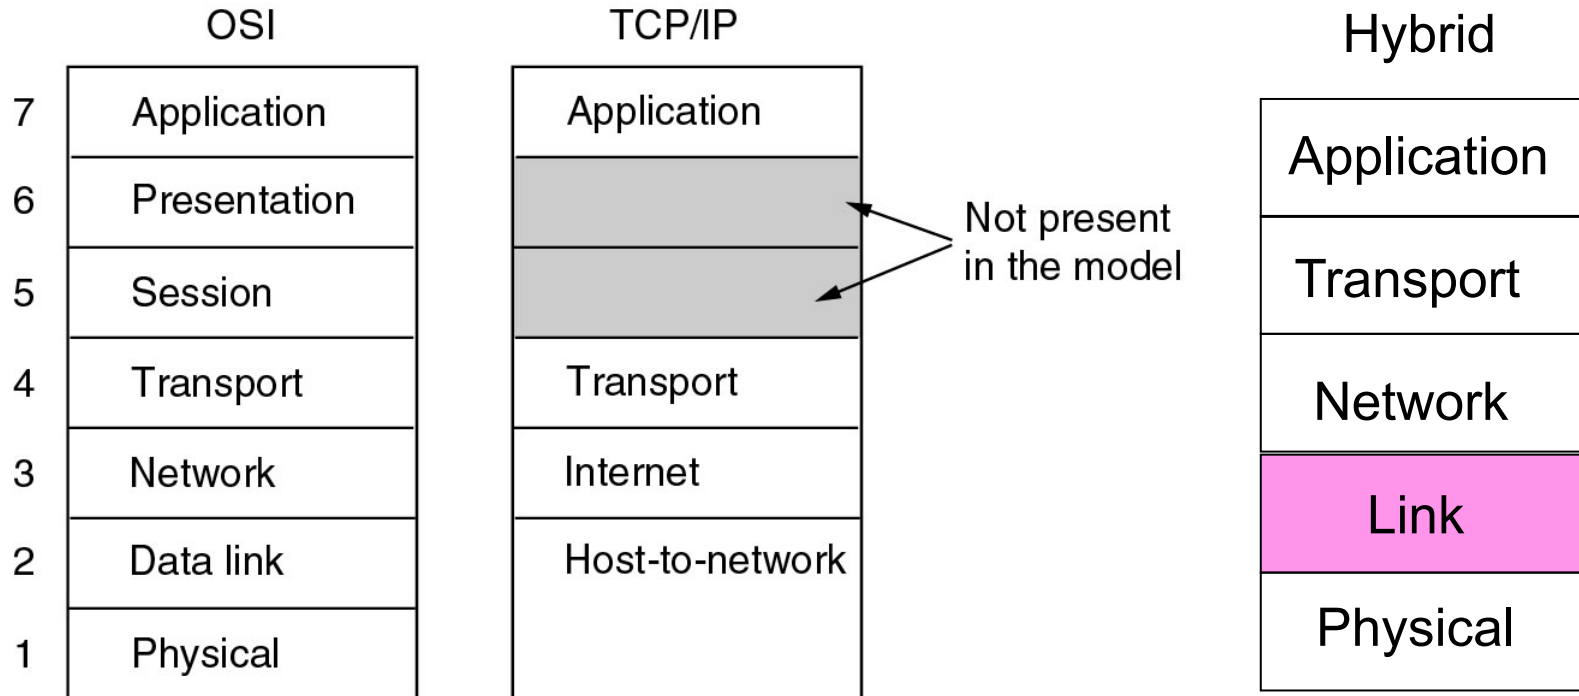 OSI
TCP/IP
Hybrid
7
Application
Application
Application
6
Presentation
Not present
in the model
5
Session
Transport
4
Transport
Transport
Network
3
Network
Internet
Link
2
Data link
Host-to-network
Physical
1
Physical